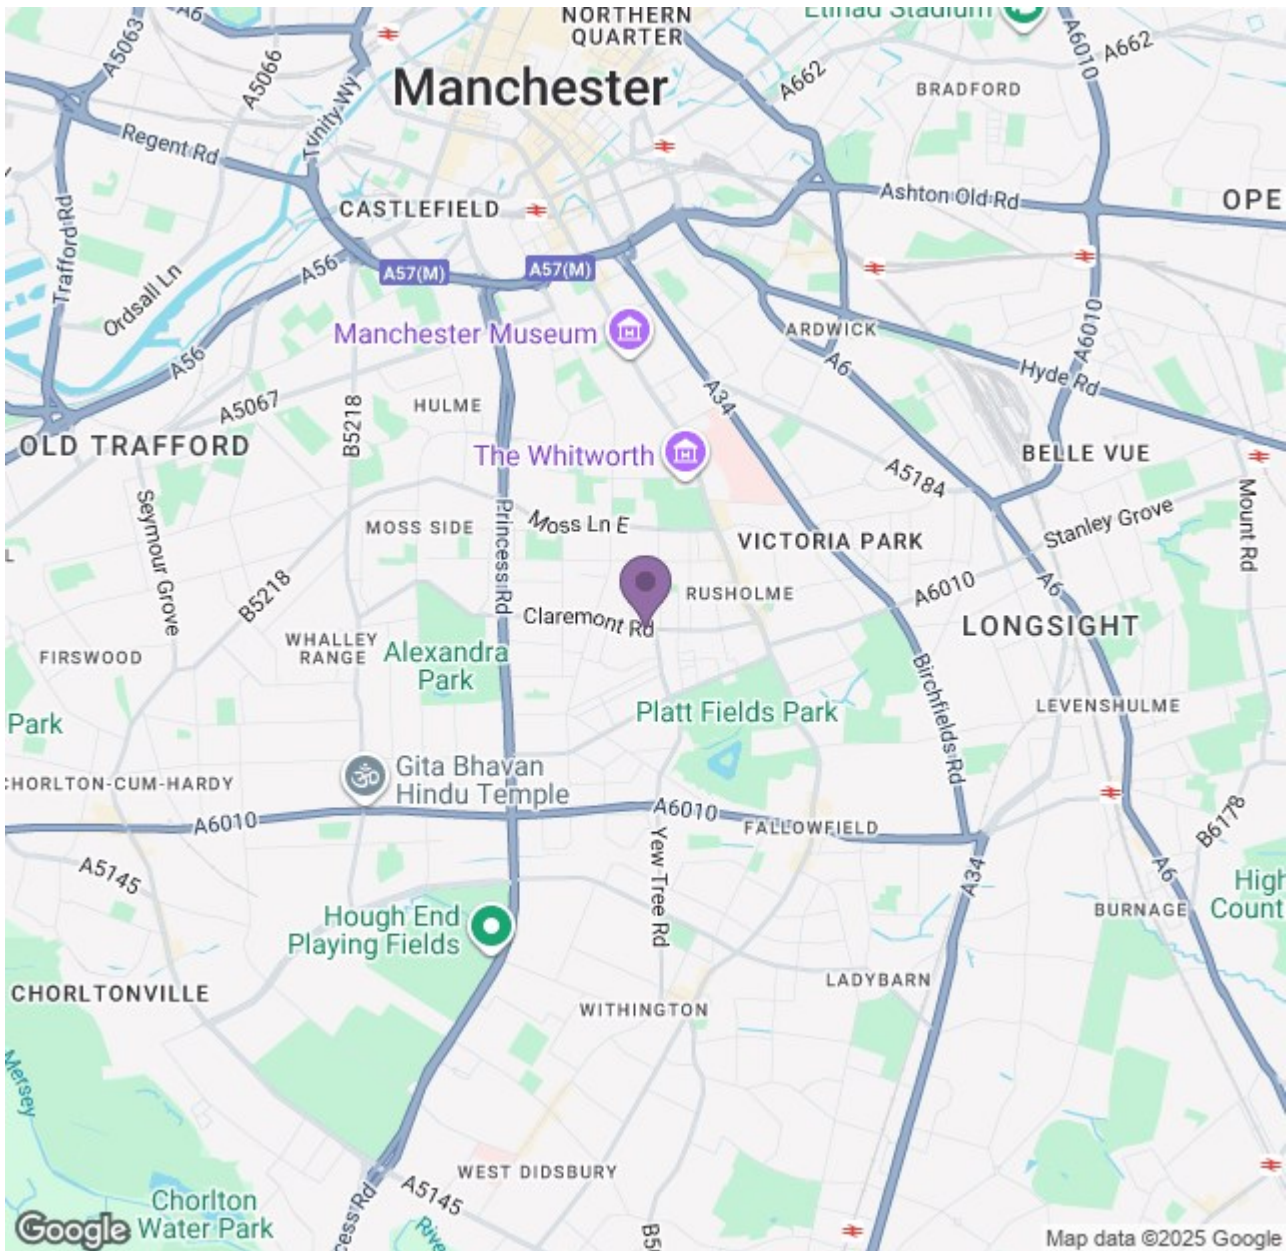 A6
A5063
A5066
Trinity Wy
NORTHERN
QUARTER
Etihad Stadium
A662
A6010
A662
Manchester
BRADFORD
Regent Rd
Trafford Rd
CASTLEFIELD
Ashton Old Rd
OPE
Ordsall Ln
A56
A57(M)
A57(M)
A6010
Manchester Museum
ARDWICK
A56
A6
Hyde Rd
A5067
B5218
HULME
A34
OLD TRAFFORD
The Whitworth
BELLE VUE
A5184
Mount Rd
Seymour Grove
Princess Rd
MOSS SIDE
Moss Ln E
VICTORIA PARK
Stanley Grove
B5218
RUSHOLME
A6010
A6
Claremont Rd
LONGSIGHT
FIRSWOOD
WHALLEY
RANGE
Alexandra
Park
Birchfields Rd
Park
Platt Fields Park
LEVENSHULME
CHORLTON-CUM-HARDY
Gita Bhavan
Hindu Temple
A6010
A6010
FALLOWFIELD
B6178
A5145
Yew Tree Rd
A34
A6
High
Count
Hough End
Playing Fields
BURNAGE
CHORLTONVILLE
LADYBARN
WITHINGTON
Mersey
WEST DIDSBURY
Chorlton
Water Park
Princess Rd
A5145
River
Google
Map data ©2025 Google